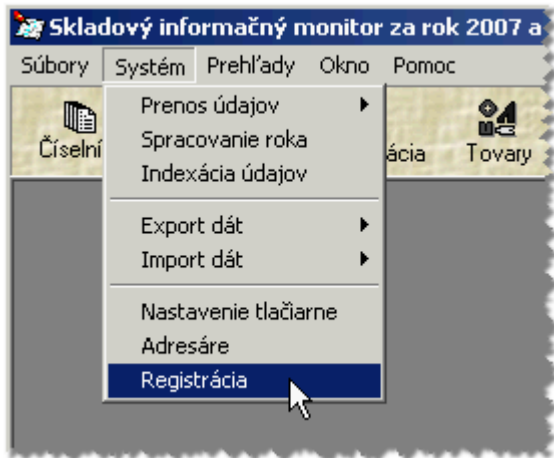 Skladový informačný monitor za rok 2007 a
Súbory Systém Prehľady Okno Pomoc
Prenos údajov
Spracovanie roka
Indexácia údajov
Export dát
Import dát
Nastavenie tlačiarne
Adresáre
Registrácia
Číselní
ácia
Tovary